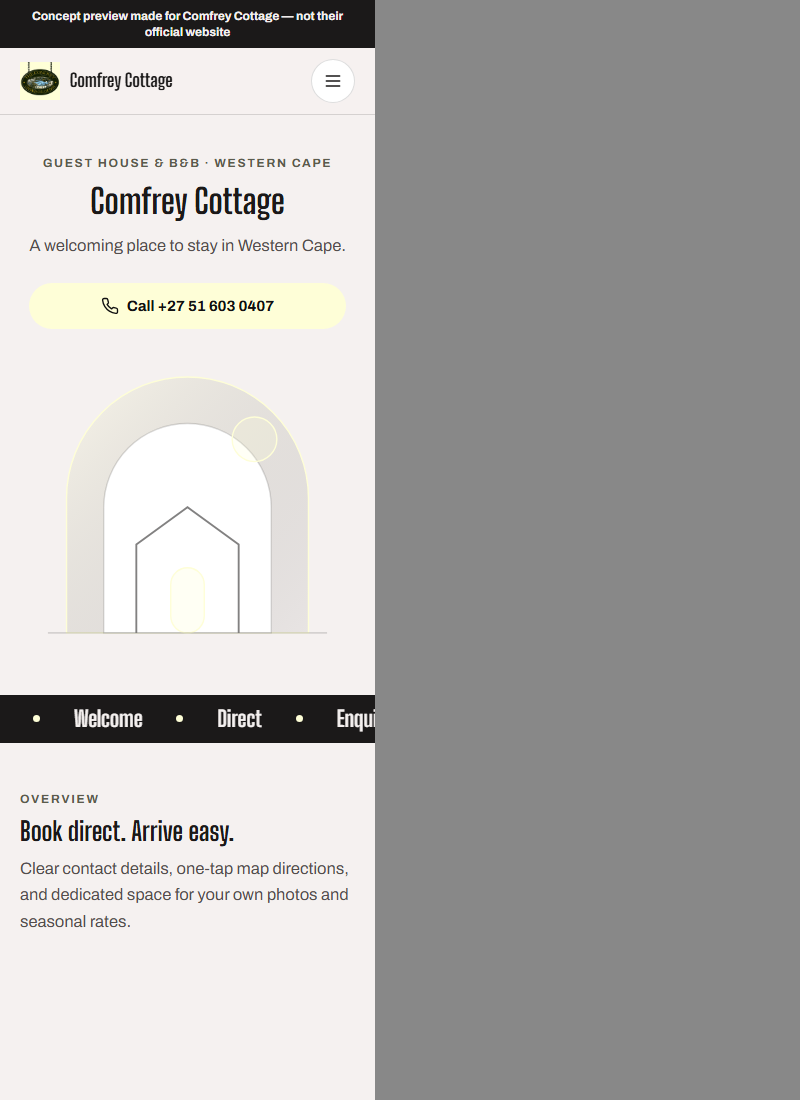 Concept preview made for Comfrey Cottage — not their
official website
Comfrey Cottage
GUEST HOUSE & B&B · WESTERN CAPE
Comfrey Cottage
A welcoming place to stay in Western Cape.
Call +27 51 603 0407
Welcome
Direct
Enqui
OVERVIEW
Book direct. Arrive easy.
Clear contact details, one-tap map directions,
and dedicated space for your own photos and
seasonal rates.